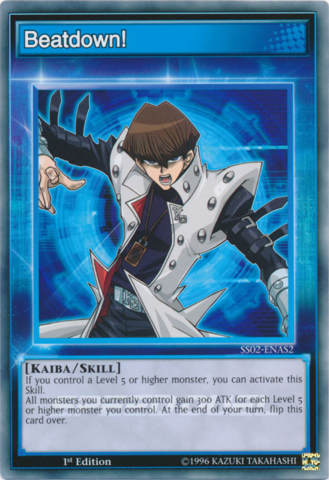 Beatdown!
SS02-ENAS2
[KAIBA/SKILL]
If you control a Level 5 or higher monster, you can activate this
Skill.
All monsters you currently gain 300 ATK for each Level 5
or higher monster you control. At the end of your turn, flip this
card over.
1st Edition
©1996 KAZUKI TAKAHASHI